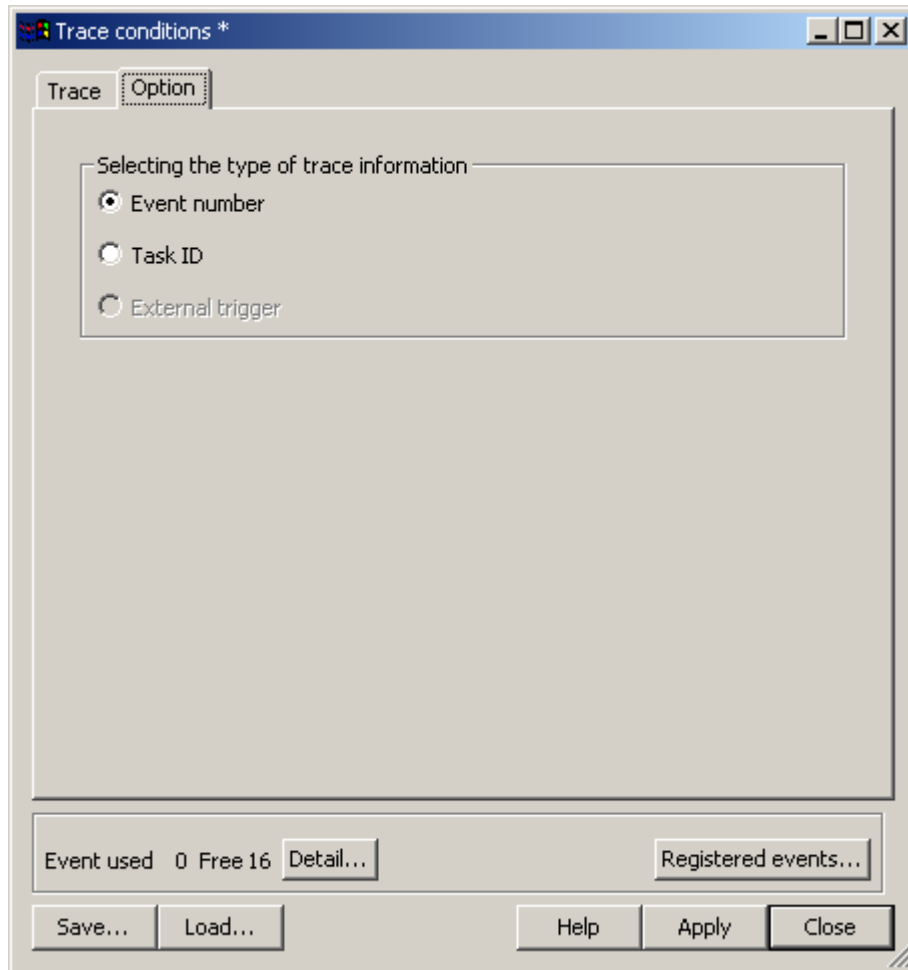 Trace conditions *
Trace Option
Selecting the type of trace information
Event number
Task ID
External trigger
Event used 0 Free 16 Detail... Registered events...
Save... Load... Help Apply Close